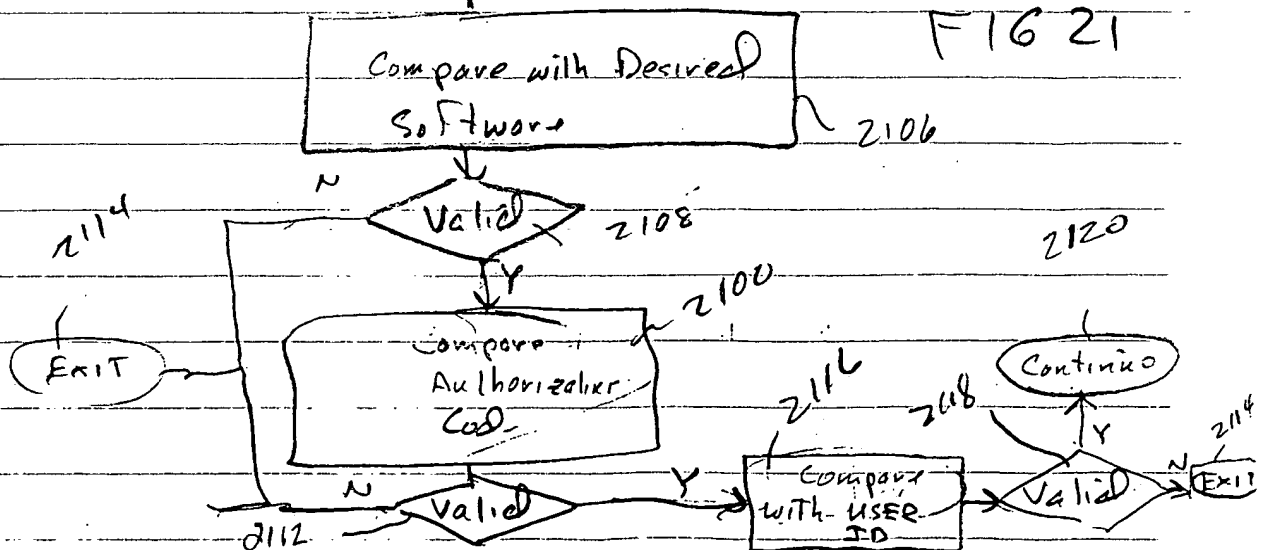 FIG 21
Compare with Desired
Software
2106
N
Valid
2108
Y
2114
EXIT
2100
Compare
Authorization
Cod
N
Valid
2112
Y
2116
Compare
with USER
ID
2118
Valid
Y
2120
Continue
N
2114
EXIT